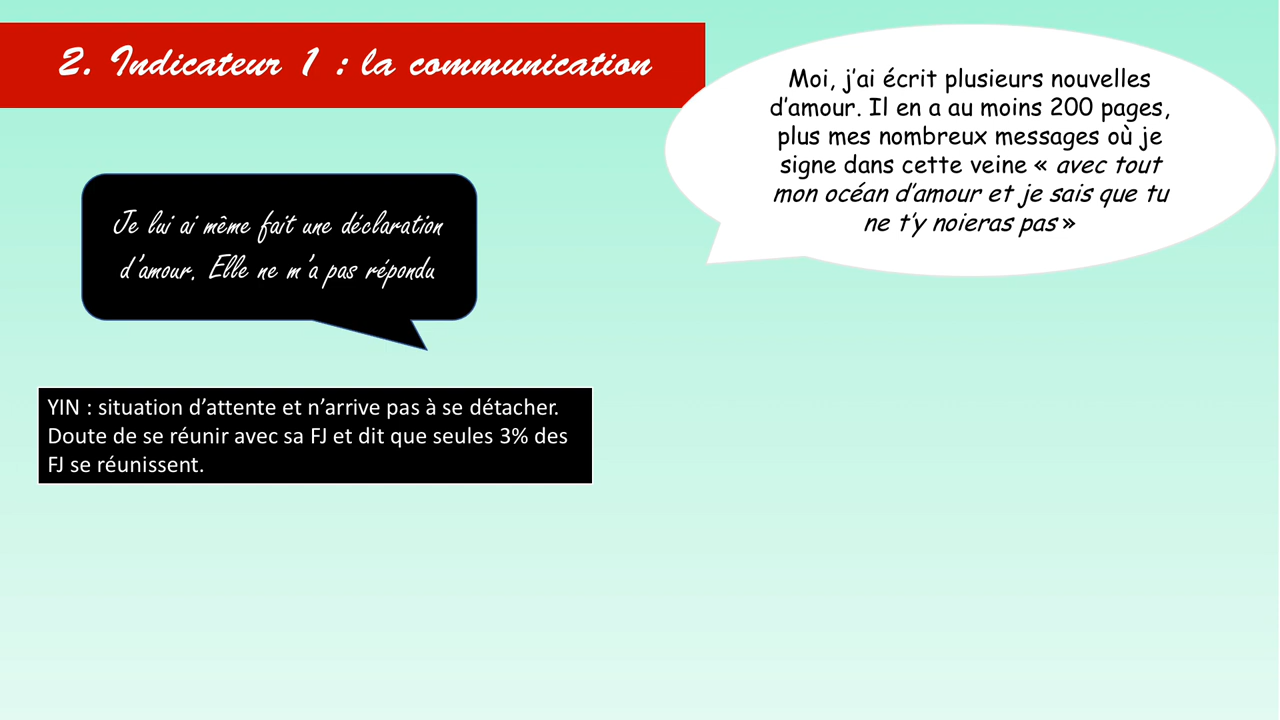 2. Indicateur 1 : la communication
Moi, j’ai écrit plusieurs nouvelles
d’amour. Il en a au moins 200 pages,
plus mes nombreux messages où je
signe dans cette veine « avec tout
mon océan d’amour et je sais que tu
ne t’y noieras pas »
Je lui ai même fait une déclaration
d’amour. Elle ne m’a pas répondu
YIN : situation d’attente et n’arrive pas à se détacher.
Doute de se réunir avec sa FJ et dit que seules 3% des
FJ se réunissent.